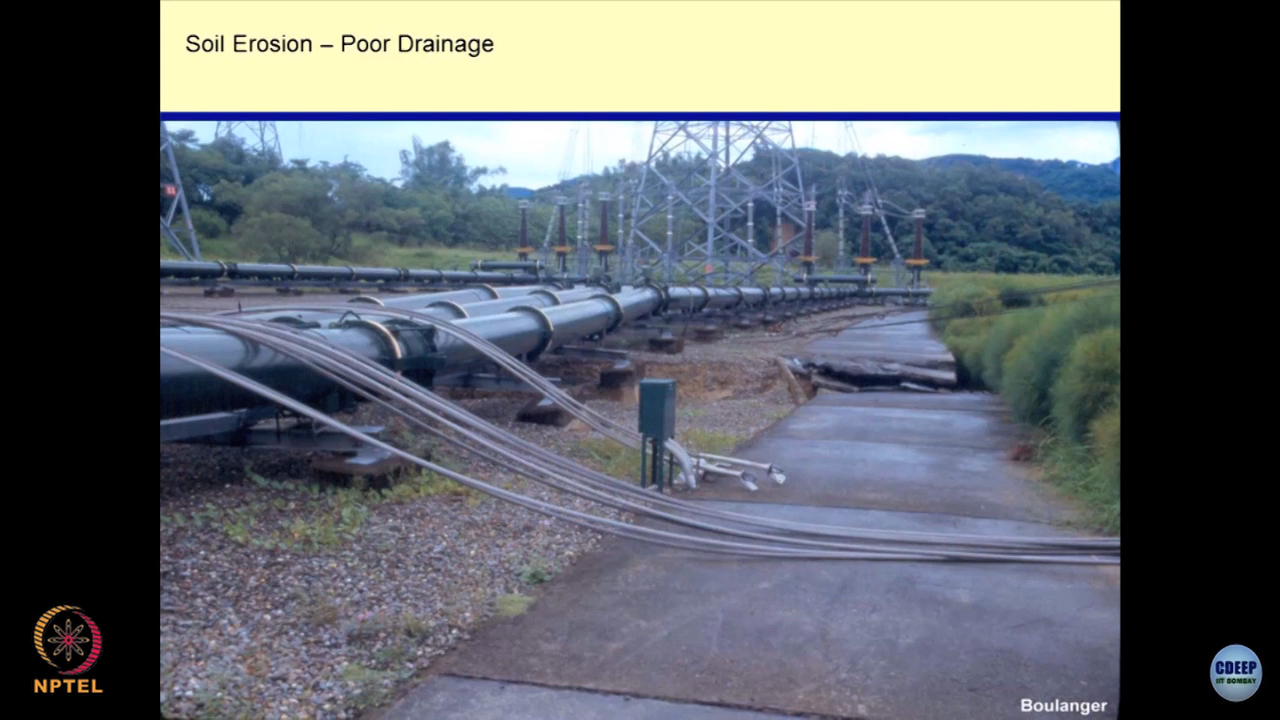 Soil Erosion – Poor Drainage
Boulanger
NPTEL
CDEEP
IIT BOMBAY